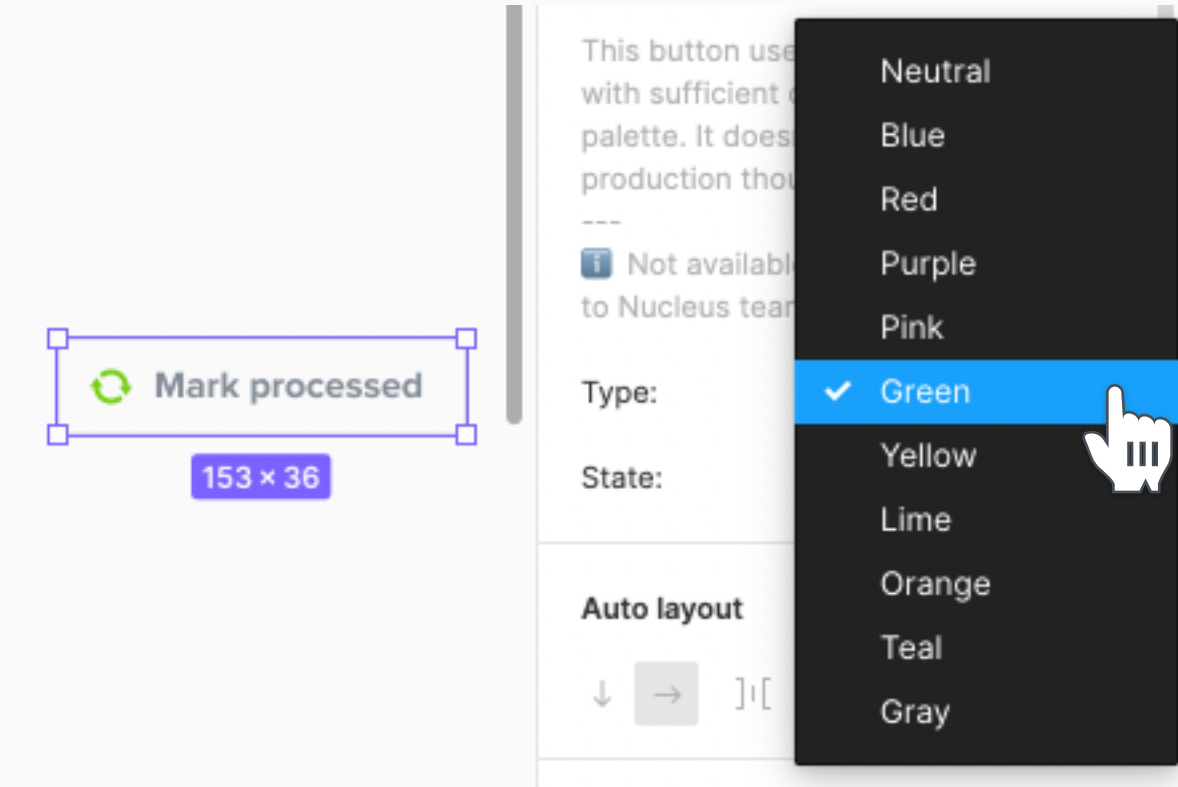 Mark processed
153 × 36
This button use
with sufficient
palette. It does
production thou
---
ℹ️ Not availabl
to Nucleus tear
Type:
State:
Auto layout
Neutral
Blue
Red
Purple
Pink
Green
Yellow
Lime
Orange
Teal
Gray